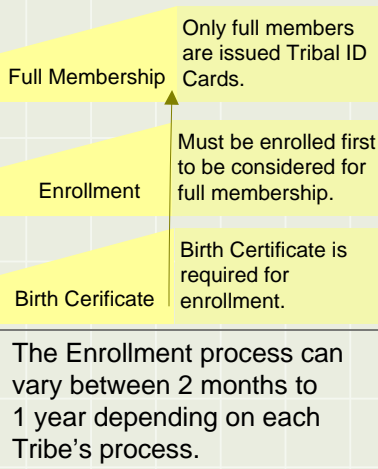 Only full members
are issued Tribal ID
Cards.
Full Membership
Must be enrolled first
to be considered for
full membership.
Enrollment
Birth Certificate is
required for
enrollment.
Birth Cerificate
The Enrollment process can
vary between 2 months to
1 year depending on each
Tribe's process.